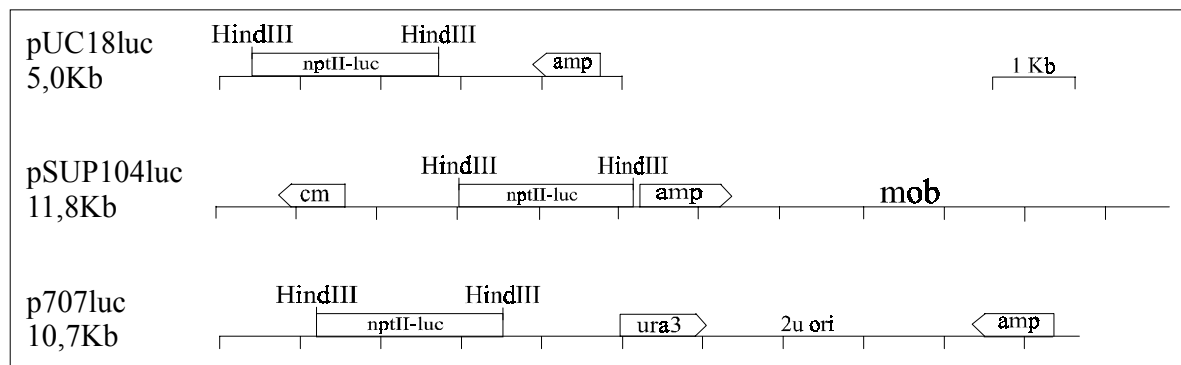 HindIII HindIII
pUC18luc
nptII-luc amp 1 Kb
5,0Kb
HindIII HindIII
pSUP104luc
cm nptII-luc amp mob
11,8Kb
HindIII HindIII
p707luc
nptII-luc ura3 2u ori amp
10,7Kb